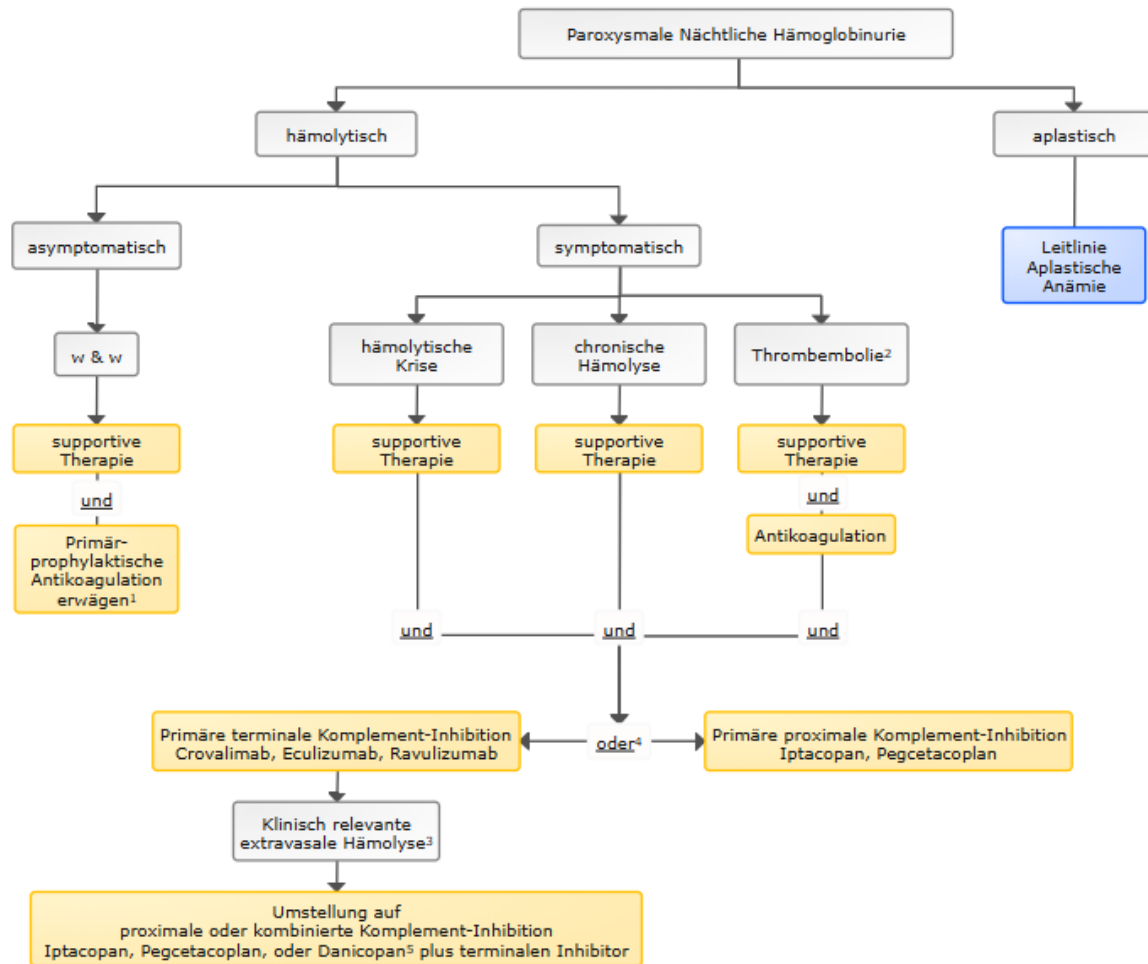 Paroxysmale Nächtliche Hämoglobinurie
hämolytisch
aplastisch
asymptomatisch
symptomatisch
Leitlinie
Aplastische
Anämie
w & w
hämolytische
Krise
chronische
Hämolyse
Thrombembolie²
supportive
Therapie
supportive
Therapie
supportive
Therapie
supportive
Therapie
und
und
Primär-
prophylaktische
Antikoagulation
erwägen¹
Antikoagulation
und
und
und
Primäre terminale Komplement-Inhibition
Crovalimab, Eculizumab, Ravulizumab
oder⁴
Primäre proximale Komplement-Inhibition
Iptacopan, Pegcetacoplan
Klinisch relevante
extravasale Hämolyse³
Umstellung auf
proximale oder kombinierte Komplement-Inhibition
Iptacopan, Pegcetacoplan, oder Danicopan⁵ plus terminalen Inhibitor